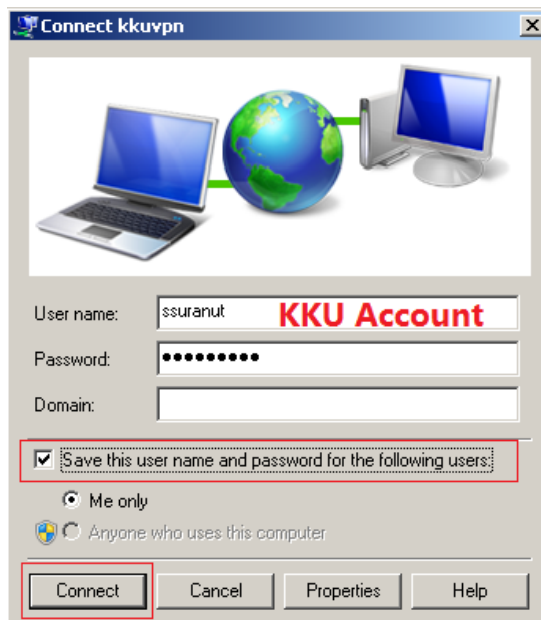 Connect kkuvpn
User name: ssuranut KKU Account
Password: •••••••••
Domain:
Save this user name and password for the following users:
Me only
Anyone who uses this computer
Connect Cancel Properties Help